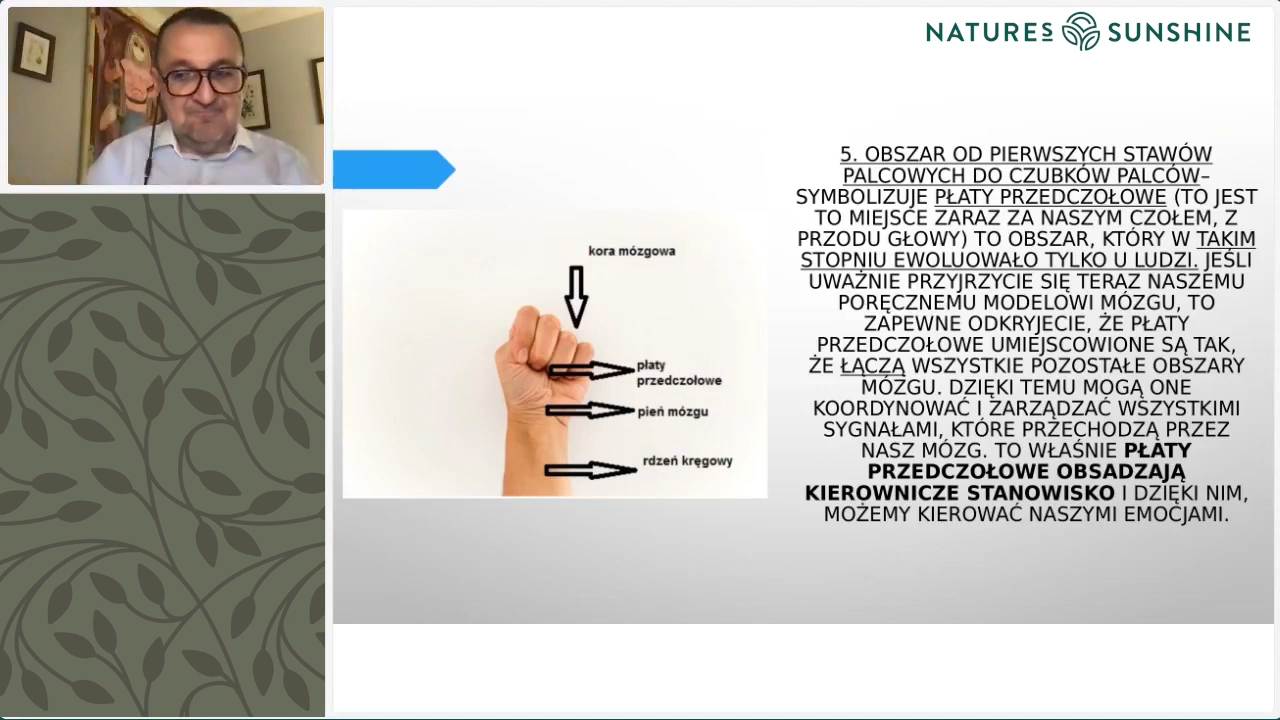 NATURES SUNSHINE
5. OBSZAR OD PIERWSZYCH STAWÓW
PALCOWYCH DO CZUBKÓW PALCÓW–
SYMBOLIZUJE PŁATY PRZEDCZOŁOWE (TO JEST
TO MIEJSCE ZARAZ ZA NASZYM CZOŁEM, Z
PRZODU GŁOWY) TO OBSZAR, KTÓRY W TAKIM
STOPNIU EWOLUOWAŁO TYLKO U LUDZI. JEŚLI
UWAŻNIE PRZYJRZYCIE SIĘ TERAZ NASZEMU
PORĘCZNEMU MODELOWI MÓZGU, TO
ZAPEWNE ODKRYJECIE, ŻE PŁATY
PRZEDCZOŁOWE UMIEJSCOWIONE SĄ TAK,
ŻE ŁĄCZĄ WSZYSTKIE POZOSTAŁE OBSZARY
MÓZGU. DZIĘKI TEMU MOGĄ ONE
KOORDYNOWAĆ I ZARZĄDZAĆ WSZYSTKIMI
SYGNAŁAMI, KTÓRE PRZECHODZĄ PRZEZ
NASZ MÓZG. TO WŁAŚNIE PŁATY
PRZEDCZOŁOWE OBSADZAJĄ
KIEROWNICZE STANOWISKO I DZIĘKI NIM,
MOŻEMY KIEROWAĆ NASZYMI EMOCJAMI.
kora mózgowa
płaty
przedczołowe
pień mózgu
rdzeń kręgowy